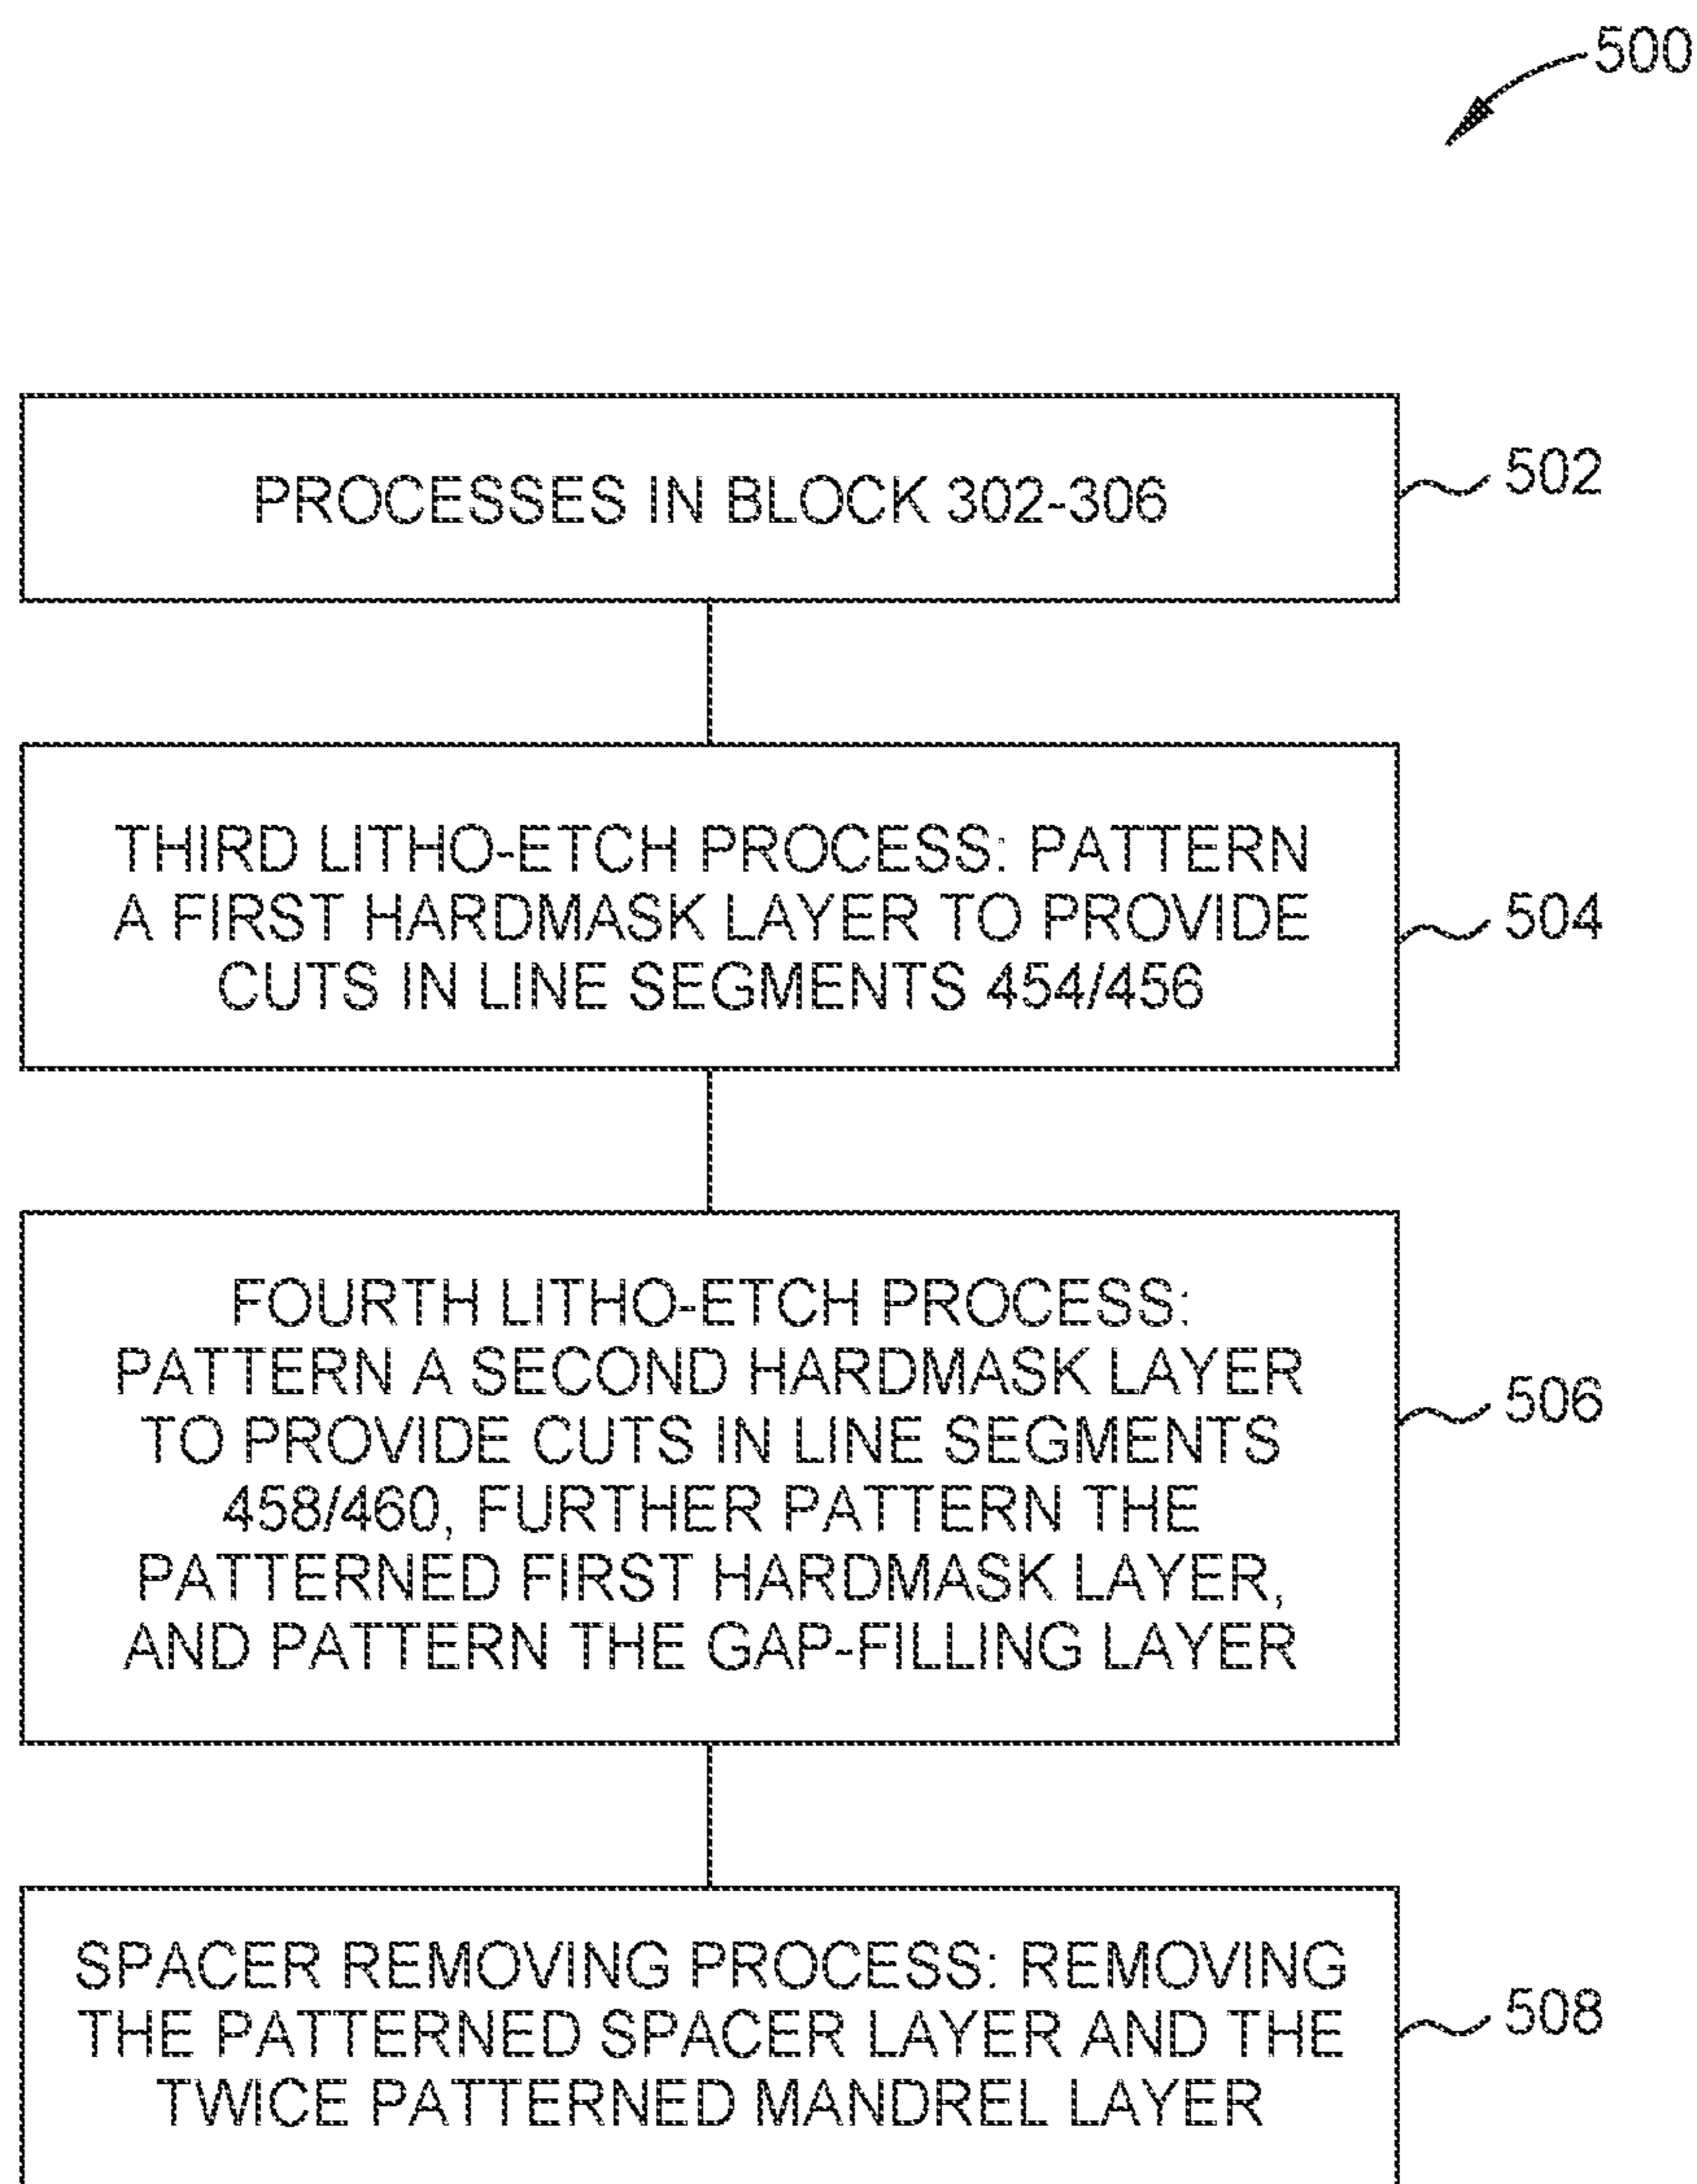 500
PROCESSES IN BLOCK 302-306
502
THIRD LITHO-ETCH PROCESS: PATTERN
A FIRST HARDMASK LAYER TO PROVIDE
CUTS IN LINE SEGMENTS 454/456
504
FOURTH LITHO-ETCH PROCESS:
PATTERN A SECOND HARDMASK LAYER
TO PROVIDE CUTS IN LINE SEGMENTS
458/460, FURTHER PATTERN THE
PATTERNED FIRST HARDMASK LAYER,
AND PATTERN THE GAP-FILLING LAYER
506
SPACER REMOVING PROCESS: REMOVING
THE PATTERNED SPACER LAYER AND THE
TWICE PATTERNED MANDREL LAYER
508